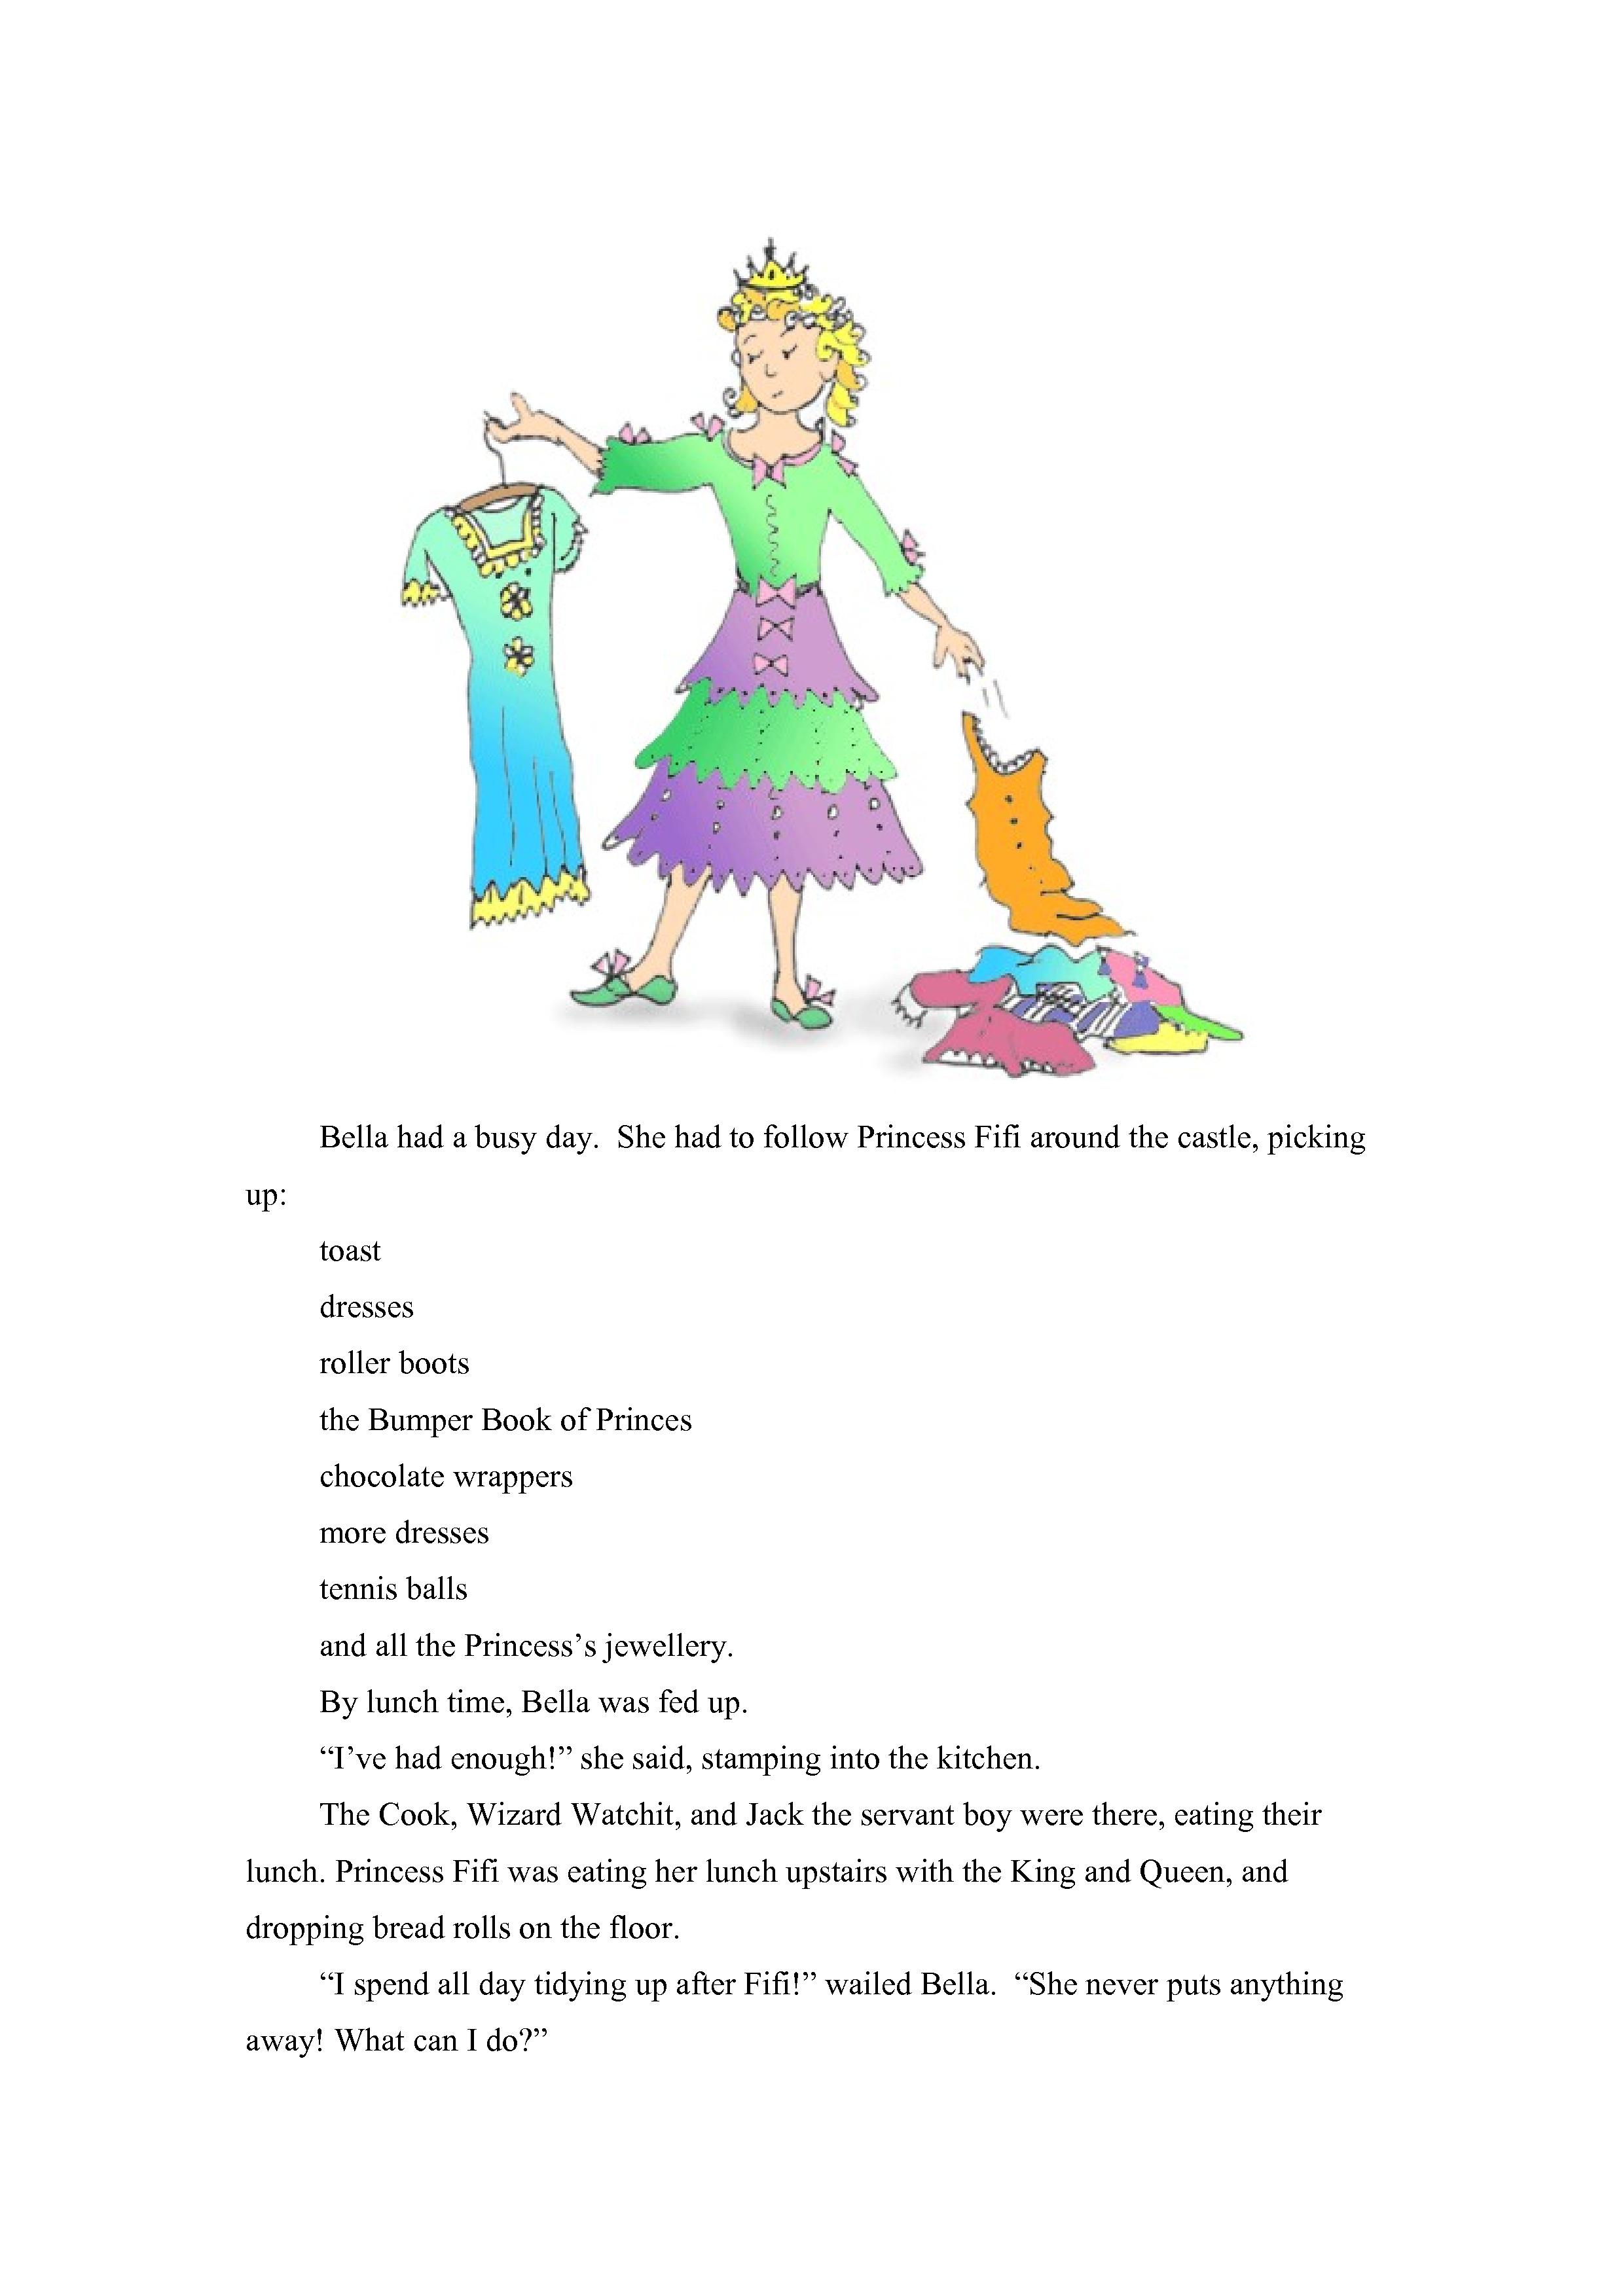 Bella had a busy day.  She had to follow Princess Fifi around the castle, picking
up:
toast
dresses
roller boots
the Bumper Book of Princes
chocolate wrappers
more dresses
tennis balls
and all the Princess’s jewellery.
By lunch time, Bella was fed up.
“I’ve had enough!” she said, stamping into the kitchen.
The Cook, Wizard Watchit, and Jack the servant boy were there, eating their
lunch. Princess Fifi was eating her lunch upstairs with the King and Queen, and
dropping bread rolls on the floor.
“I spend all day tidying up after Fifi!” wailed Bella.  “She never puts anything
away! What can I do?”